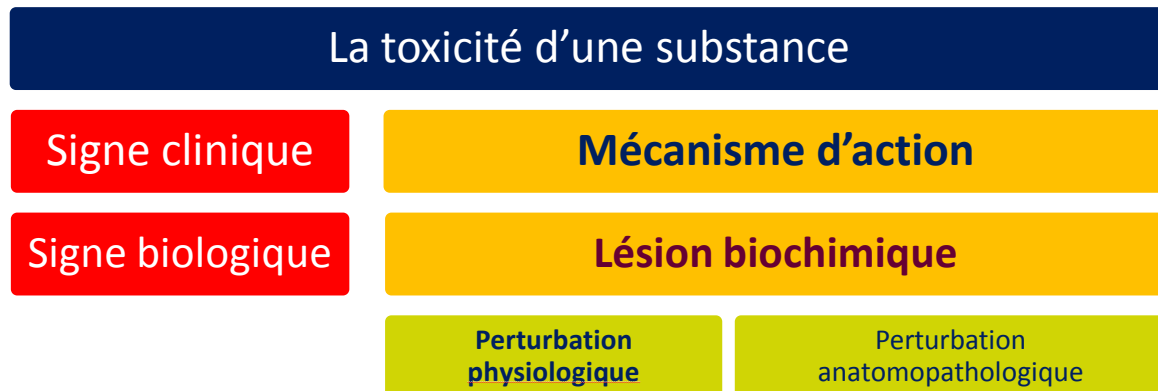 La toxicité d’une substance
Signe clinique
Mécanisme d’action
Signe biologique
Lésion biochimique
Perturbation
physiologique
Perturbation
anatomopathologique